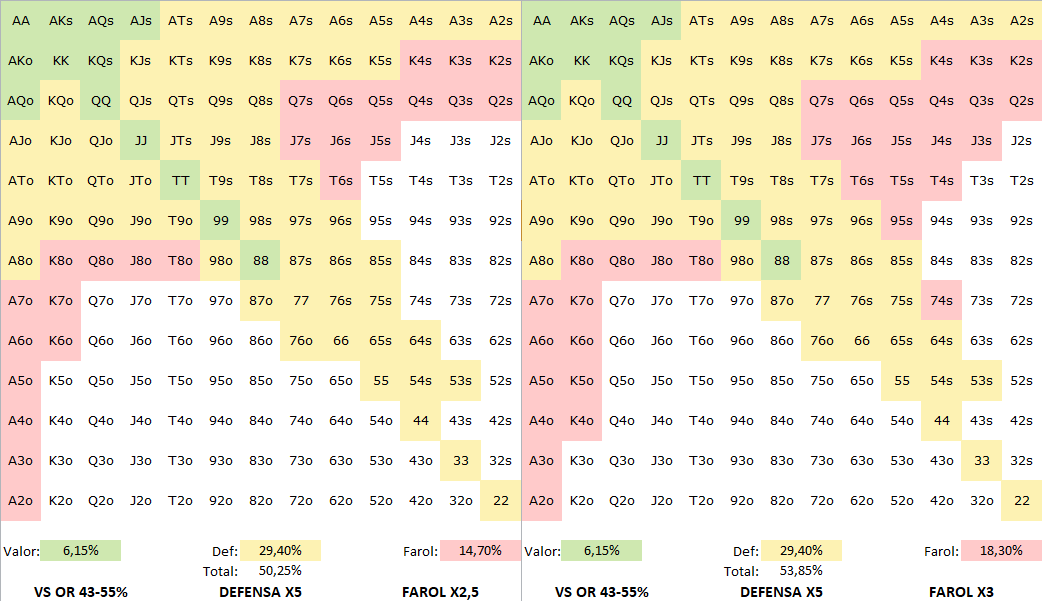 AA AKs AQs AJs ATs A9s A8s A7s A6s A5s A4s A3s A2s AA AKs AQs AJs ATs A9s A8s A7s A6s A5s A4s A3s A2s
AKo KK KQs KJs KTs K9s K8s K7s K6s K5s K4s K3s K2s AKo KK KQs KJs KTs K9s K8s K7s K6s K5s K4s K3s K2s
AQo KQo QQ QJs QTs Q9s Q8s Q7s Q6s Q5s Q4s Q3s Q2s AQo KQo QQ QJs QTs Q9s Q8s Q7s Q6s Q5s Q4s Q3s Q2s
AJo KJo QJo JJ JTs J9s J8s J7s J6s J5s J4s J3s J2s AJo KJo QJo JJ JTs J9s J8s J7s J6s J5s J4s J3s J2s
ATo KTo QTo JTo TT T9s T8s T7s T6s T5s T4s T3s T2s ATo KTo QTo JTo TT T9s T8s T7s T6s T5s T4s T3s T2s
A9o K9o Q9o J9o T9o 99 98s 97s 96s 95s 94s 93s 92s A9o K9o Q9o J9o T9o 99 98s 97s 96s 95s 94s 93s 92s
A8o K8o Q8o J8o T8o 98o 88 87s 86s 85s 84s 83s 82s A8o K8o Q8o J8o T8o 98o 88 87s 86s 85s 84s 83s 82s
A7o K7o Q7o J7o T7o 97o 87o 77 76s 75s 74s 73s 72s A7o K7o Q7o J7o T7o 97o 87o 77 76s 75s 74s 73s 72s
A6o K6o Q6o J6o T6o 96o 86o 76o 66 65s 64s 63s 62s A6o K6o Q6o J6o T6o 96o 86o 76o 66 65s 64s 63s 62s
A5o K5o Q5o J5o T5o 95o 85o 75o 65o 55 54s 53s 52s A5o K5o Q5o J5o T5o 95o 85o 75o 65o 55 54s 53s 52s
A4o K4o Q4o J4o T4o 94o 84o 74o 64o 54o 44 43s 42s A4o K4o Q4o J4o T4o 94o 84o 74o 64o 54o 44 43s 42s
A3o K3o Q3o J3o T3o 93o 83o 73o 63o 53o 43o 33 32s A3o K3o Q3o J3o T3o 93o 83o 73o 63o 53o 43o 33 32s
A2o K2o Q2o J2o T2o 92o 82o 72o 62o 52o 42o 32o 22 A2o K2o Q2o J2o T2o 92o 82o 72o 62o 52o 42o 32o 22
Valor: 6,15% Def: 29,40% Farol: 14,70% Valor: 6,15% Def: 29,40% Farol: 18,30%
Total: 50,25% Total: 53,85%
VS OR 43-55% DEFENSA X5 FAROL X2,5 VS OR 43-55% DEFENSA X5 FAROL X3